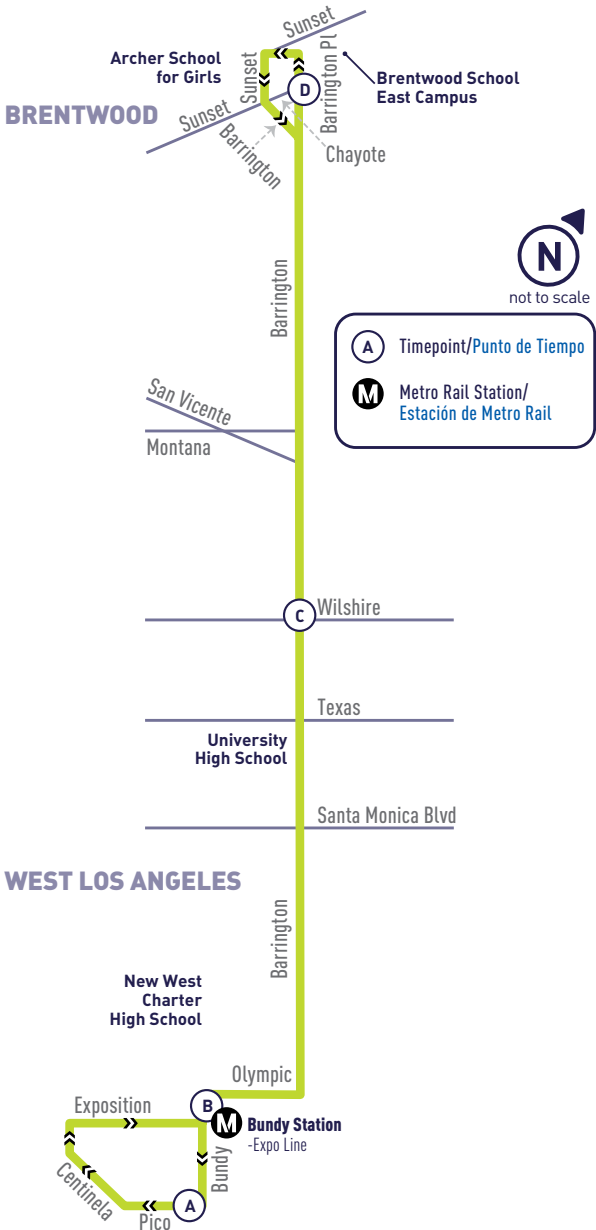 Sunset
Archer School
for Girls
Sunset
Barrington Pl
Brentwood School
East Campus
D
BRENTWOOD
Sunset
Barrington
Chayote
N
not to scale
Barrington
A Timepoint/Punto de Tiempo
M Metro Rail Station/
Estación de Metro Rail
San Vicente
Montana
C
Wilshire
Texas
University
High School
Santa Monica Blvd
WEST LOS ANGELES
Barrington
New West
Charter
High School
Olympic
Exposition
B
M
Bundy Station
-Expo Line
Bundy
Centinela
A
Pico